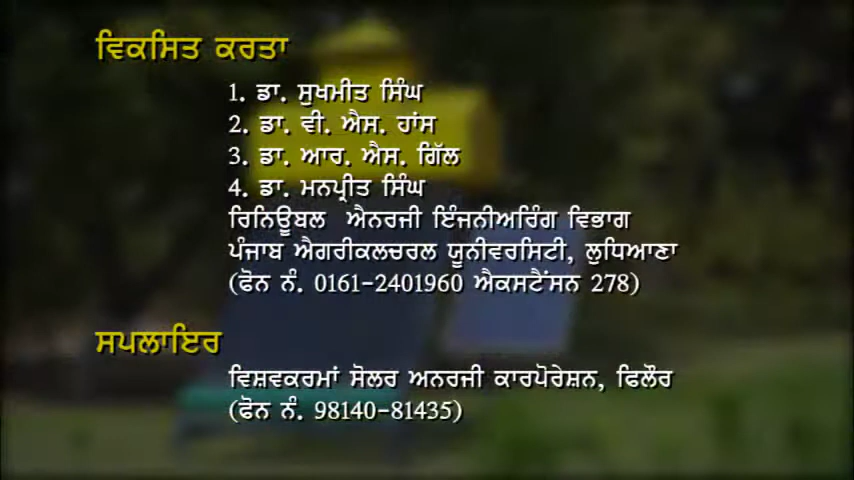 ਵਿਕਸਿਤ ਕਰਤਾ
1. ਡਾ. ਸੁਖਮੀਤ ਸਿੰਘ
2. ਡਾ. ਵੀ. ਐਸ. ਹਾਂਸ
3. ਡਾ. ਆਰ. ਐਸ. ਗਿੱਲ
4. ਡਾ. ਮਨਪ੍ਰੀਤ ਸਿੰਘ
ਰਿਨਿਊਬਲ ਐਨਰਜੀ ਇੰਜਨੀਅਰਿੰਗ ਵਿਭਾਗ
ਪੰਜਾਬ ਐਗਰੀਕਲਚਰਲ ਯੂਨੀਵਰਸਿਟੀ, ਲੁਧਿਆਣਾ
(ਫੋਨ ਨੰ. 0161-2401960 ਐਕਸਟੈਂਸਨ 278)
ਸਪਲਾਇਰ
ਵਿਸ਼ਵਕਰਮਾਂ ਸੋਲਰ ਅਨਰਜੀ ਕਾਰਪੋਰੇਸ਼ਨ, ਫਿਲੌਰ
(ਫੋਨ ਨੰ. 98140-81435)